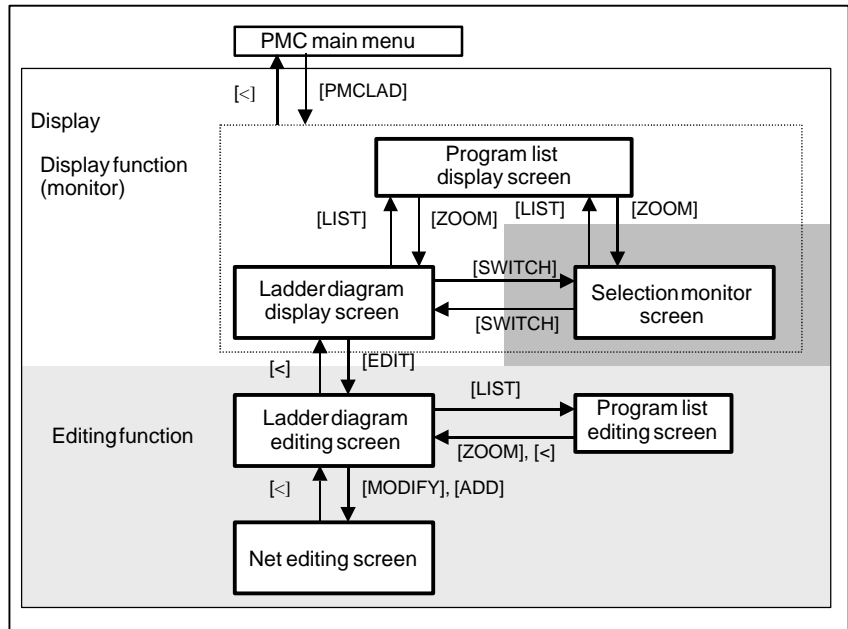 PMC main menu
[<]
[PMCLAD]
Display
Display function
(monitor)
Program list
display screen
[LIST]
[ZOOM]
[LIST]
[ZOOM]
Ladder diagram
display screen
[SWITCH]
[SWITCH]
Selection monitor
screen
[<]
[EDIT]
Editing function
Ladder diagram
editing screen
[LIST]
[ZOOM], [<]
Program list
editing screen
[<]
[MODIFY], [ADD]
Net editing screen